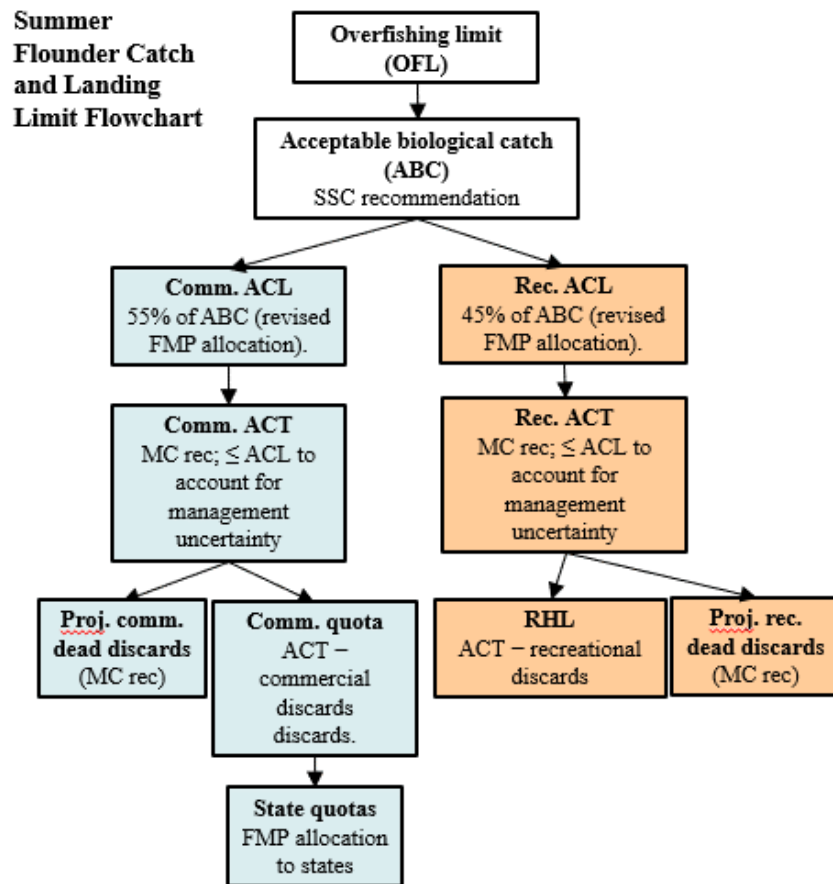 Summer
Flounder Catch
and Landing
Limit Flowchart
Overfishing limit
(OFL)
Acceptable biological catch
(ABC)
SSC recommendation
Comm. ACL
55% of ABC (revised
FMP allocation).
Rec. ACL
45% of ABC (revised
FMP allocation).
Comm. ACT
MC rec; ≤ ACL to
account for
management
uncertainty
Rec. ACT
MC rec; ≤ ACL to
account for
management
uncertainty
Proj. comm.
dead discards
(MC rec)
Comm. quota
ACT –
commercial
discards
discards.
RHL
ACT – recreational
discards
Proj. rec.
dead discards
(MC rec)
State quotas
FMP allocation
to states